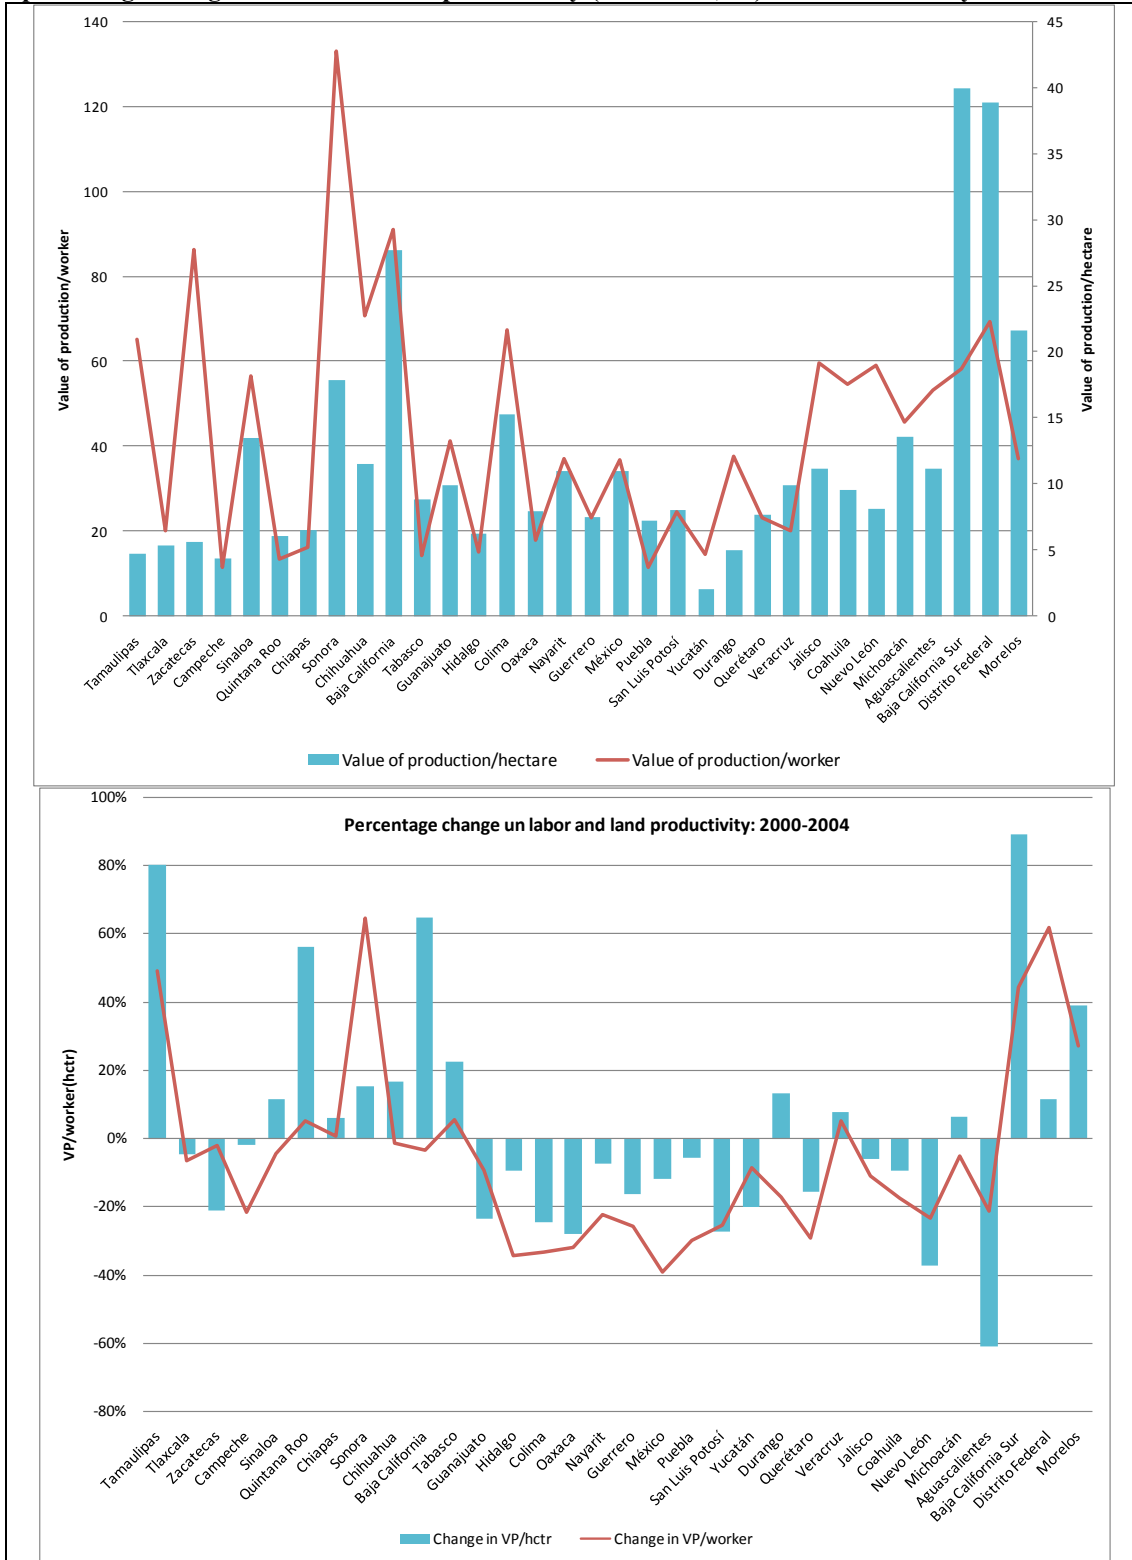 140
120
100
80
60
40
20
0
Value of production/worker
45
40
35
30
25
20
15
10
5
0
Value of production/hectare
Tamaulipas
Tlaxcala
Zacatecas
Campeche
Sinaloa
Quintana Roo
Chiapas
Sonora
Chihuahua
Baja California
Tabasco
Guanajuato
Hidalgo
Colima
Oaxaca
Nayarit
Guerrero
México
Puebla
San Luis Potosí
Yucatán
Durango
Querétaro
Veracruz
Jalisco
Coahuila
Nuevo León
Michoacán
Aguascalientes
Baja California Sur
Distrito Federal
Morelos
Value of production/hectare
Value of production/worker
Percentage change un labor and land productivity: 2000-2004
100%
80%
60%
40%
20%
0%
-20%
-40%
-60%
-80%
VP/worker(hctr)
Tamaulipas
Tlaxcala
Zacatecas
Campeche
Sinaloa
Quintana Roo
Chiapas
Sonora
Chihuahua
Baja California
Tabasco
Guanajuato
Hidalgo
Colima
Oaxaca
Nayarit
Guerrero
México
Puebla
San Luis Potosí
Yucatán
Durango
Querétaro
Veracruz
Jalisco
Coahuila
Nuevo León
Michoacán
Aguascalientes
Baja California Sur
Distrito Federal
Morelos
Change in VP/hctr
Change in VP/worker